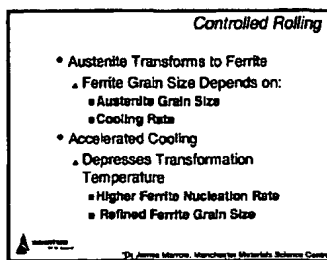 Controlled Rolling
• Austenite Transforms to Ferrite
▲ Ferrite Grain Size Depends on:
■ Austenite Grain Size
■ Cooling Rate
• Accelerated Cooling
▲ Depresses Transformation
Temperature
■ Higher Ferrite Nucleation Rate
■ Refined Ferrite Grain Size
Dr James Marrow, Manchester Materials Science Centre